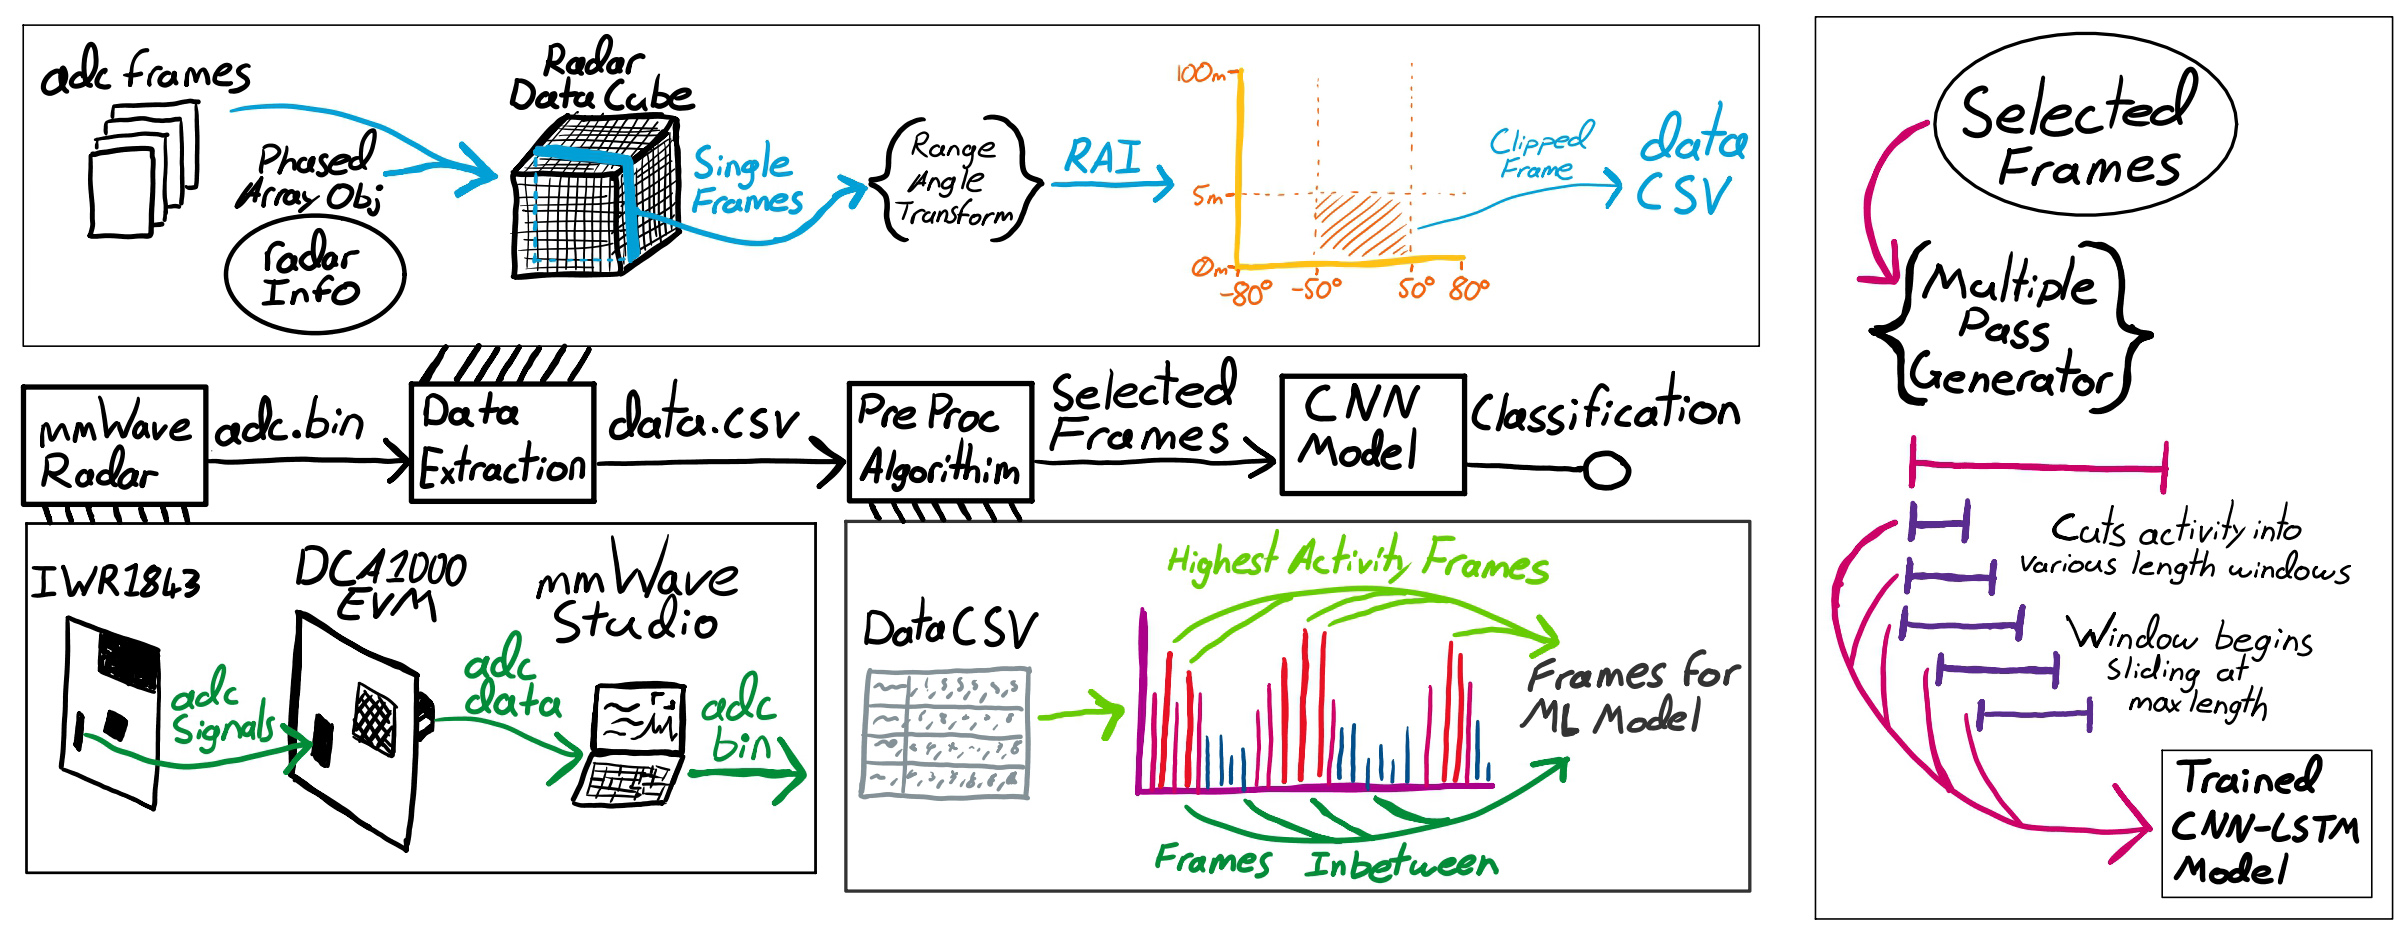 adc frames
Phased
Array Obj
radar
Info
Radar
Data Cube
Single
Frames
Range
Angle
Transform
RAI
100m
5m
0m
-80°
-50°
50°
80°
Clipped
Frame
data
CSV
mmWave
Radar
adc.bin
Data
Extraction
data.csv
Pre Proc
Algorithim
Selected
Frames
CNN
Model
Classification
IWR1843
DCA1000
EVM
mmWave
Studio
adc
Signals
adc
data
adc
bin
Data CSV
Highest Activity Frames
Frames for
ML Model
Frames Inbetween
Selected
Frames
Multiple
Pass
Generator
Cuts activity into
various length windows
Window begins
sliding at
max length
Trained
CNN-LSTM
Model